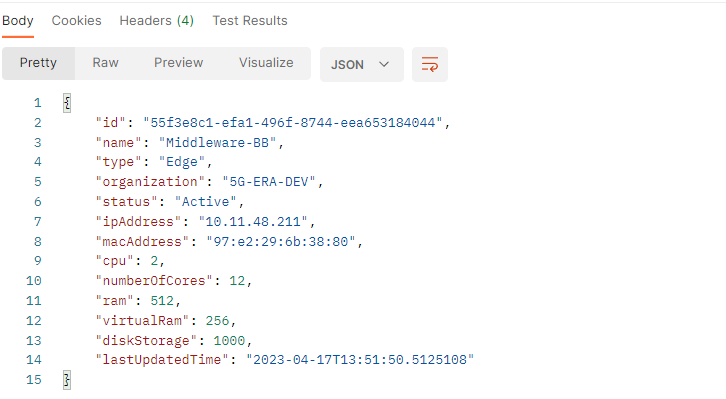 Body Cookies Headers (4) Test Results
Pretty Raw Preview Visualize JSON
1 {
2 "id": "55f3e8c1-efa1-496f-8744-eea653184044",
3 "name": "Middleware-BB",
4 "type": "Edge",
5 "organization": "5G-ERA-DEV",
6 "status": "Active",
7 "ipAddress": "10.11.48.211",
8 "macAddress": "97:e2:29:6b:38:80",
9 "cpu": 2,
10 "numberOfCores": 12,
11 "ram": 512,
12 "virtualRam": 256,
13 "diskStorage": 1000,
14 "lastUpdatedTime": "2023-04-17T13:51:50.5125108"
15 }